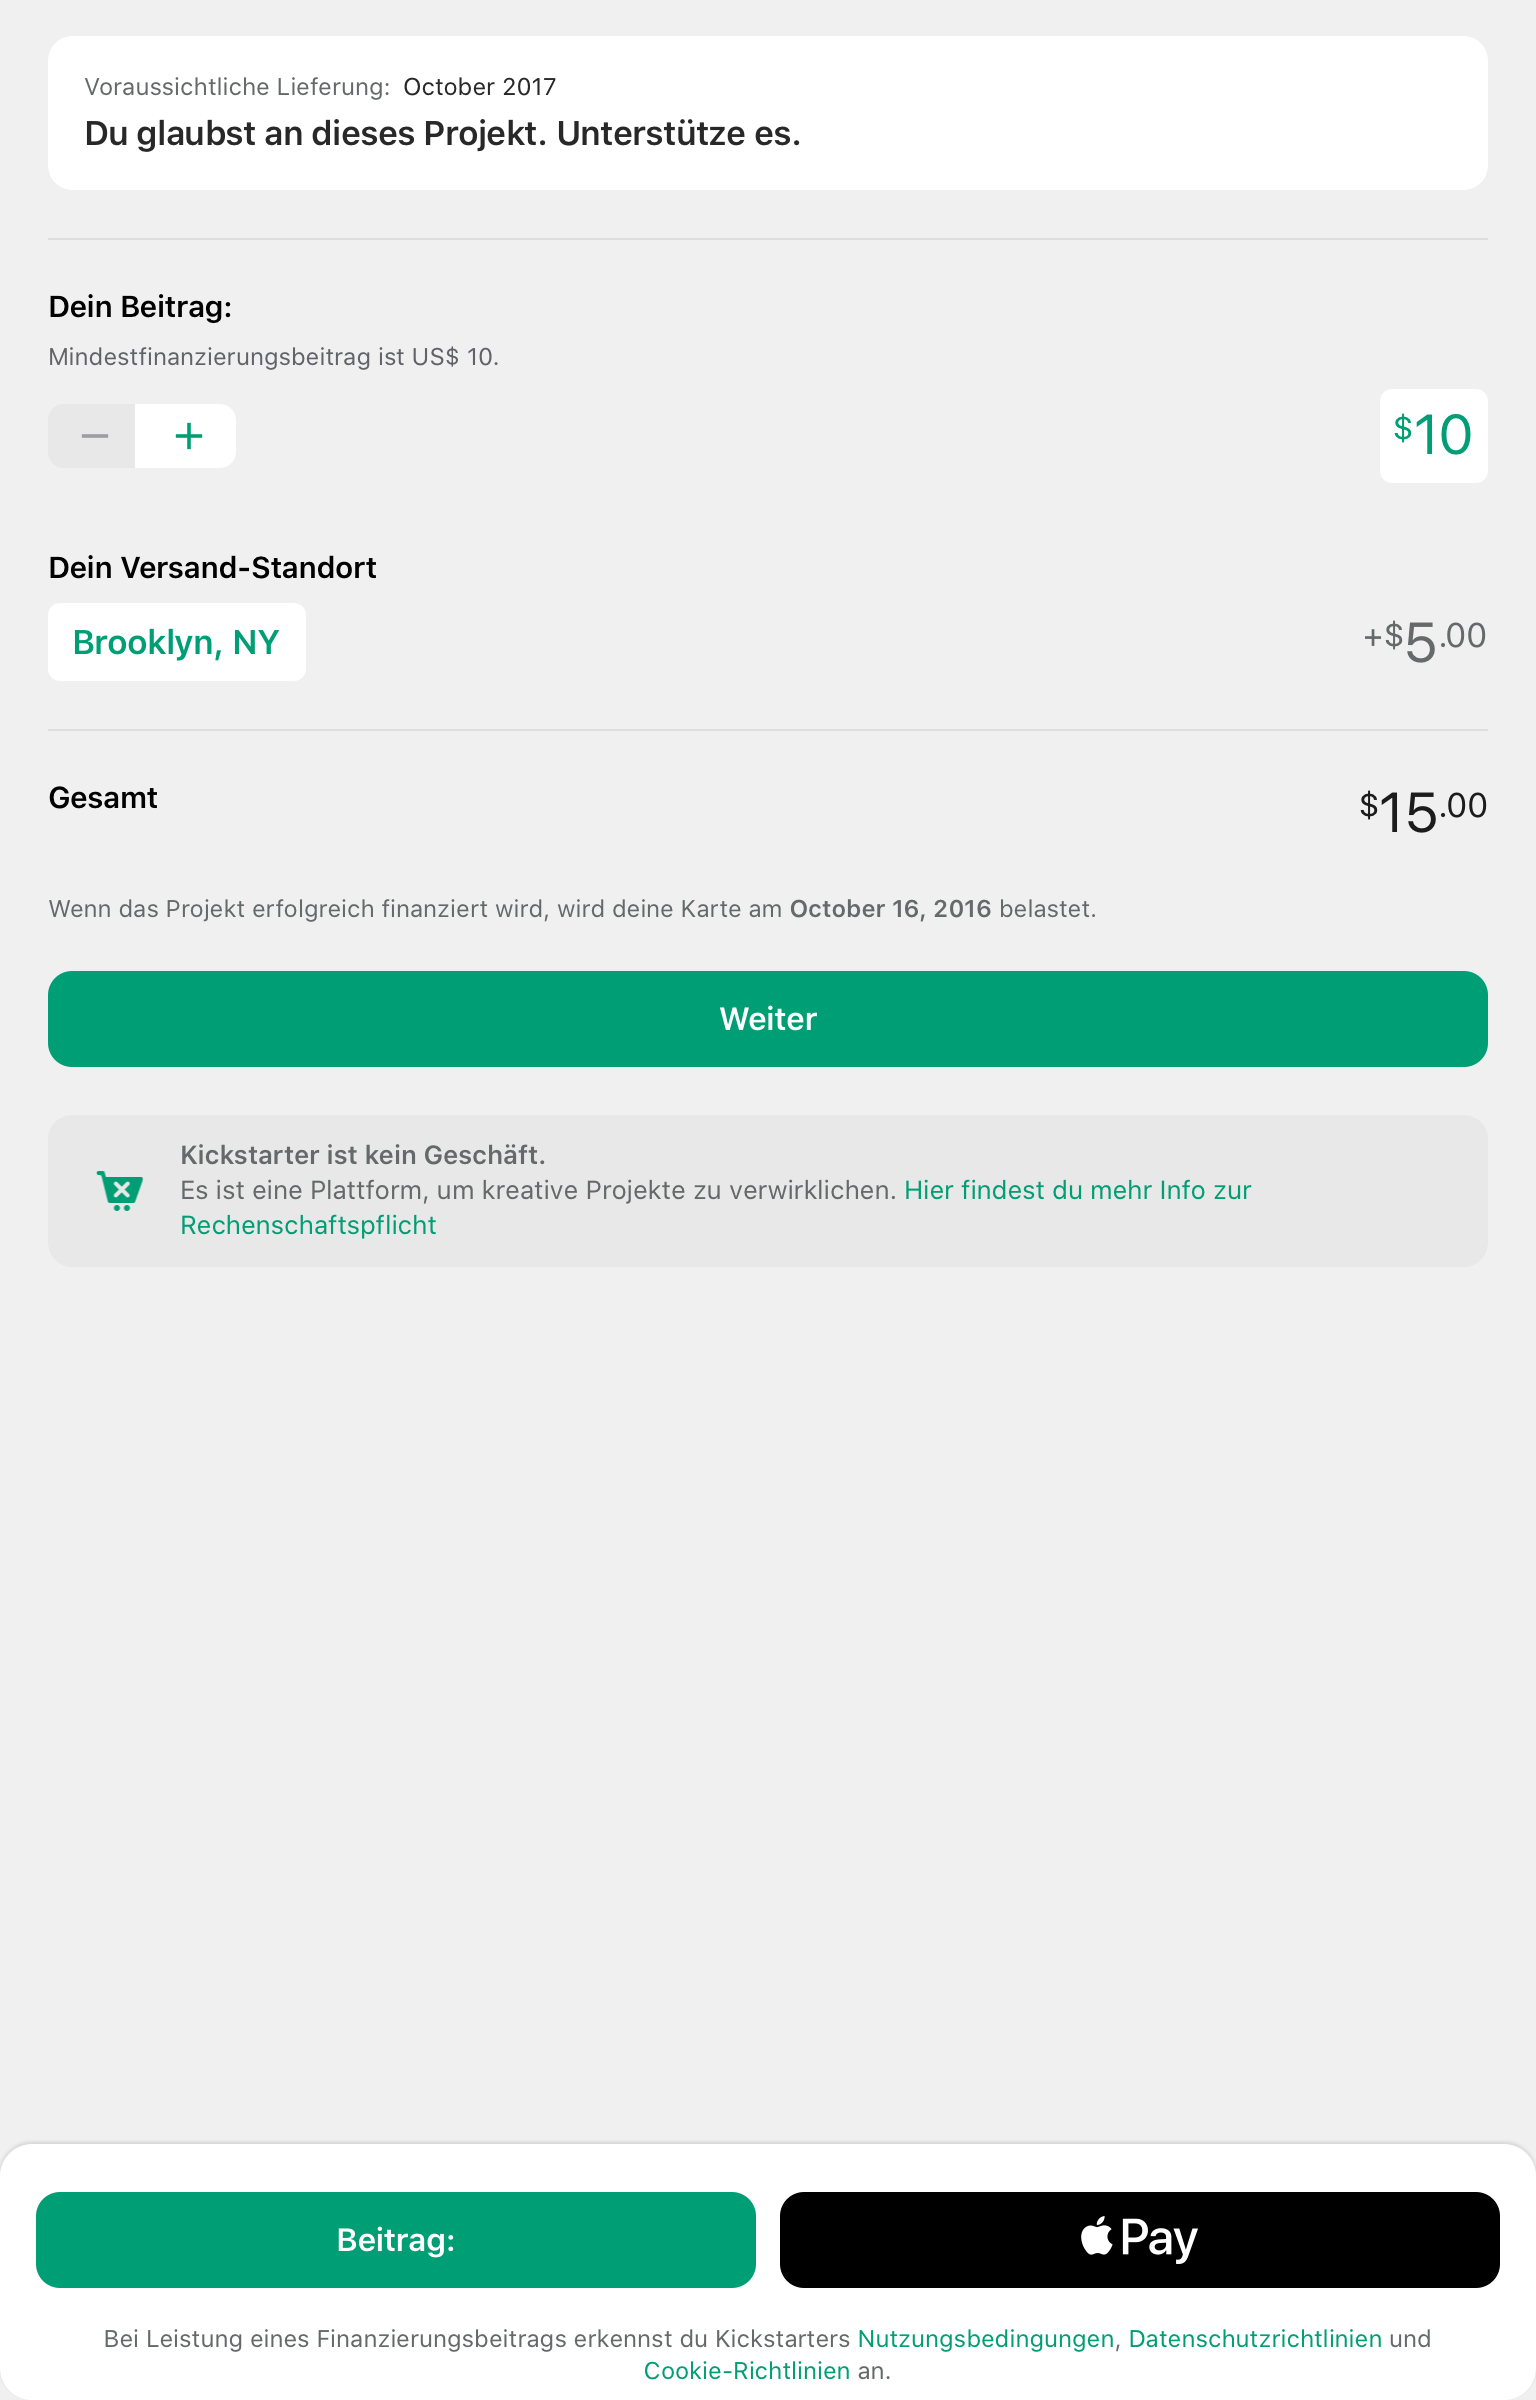 Voraussichtliche Lieferung: October 2017
Du glaubst an dieses Projekt. Unterstütze es.
Dein Beitrag:
Mindestfinanzierungsbeitrag ist US$ 10.
$10
Dein Versand-Standort
Brooklyn, NY
+$5.00
Gesamt
$15.00
Wenn das Projekt erfolgreich finanziert wird, wird deine Karte am October 16, 2016 belastet.
Weiter
Kickstarter ist kein Geschäft.
Es ist eine Plattform, um kreative Projekte zu verwirklichen. Hier findest du mehr Info zur
Rechenschaftspflicht
Beitrag:
Pay
Bei Leistung eines Finanzierungsbeitrags erkennst du Kickstarters Nutzungsbedingungen, Datenschutzrichtlinien und
Cookie-Richtlinien an.